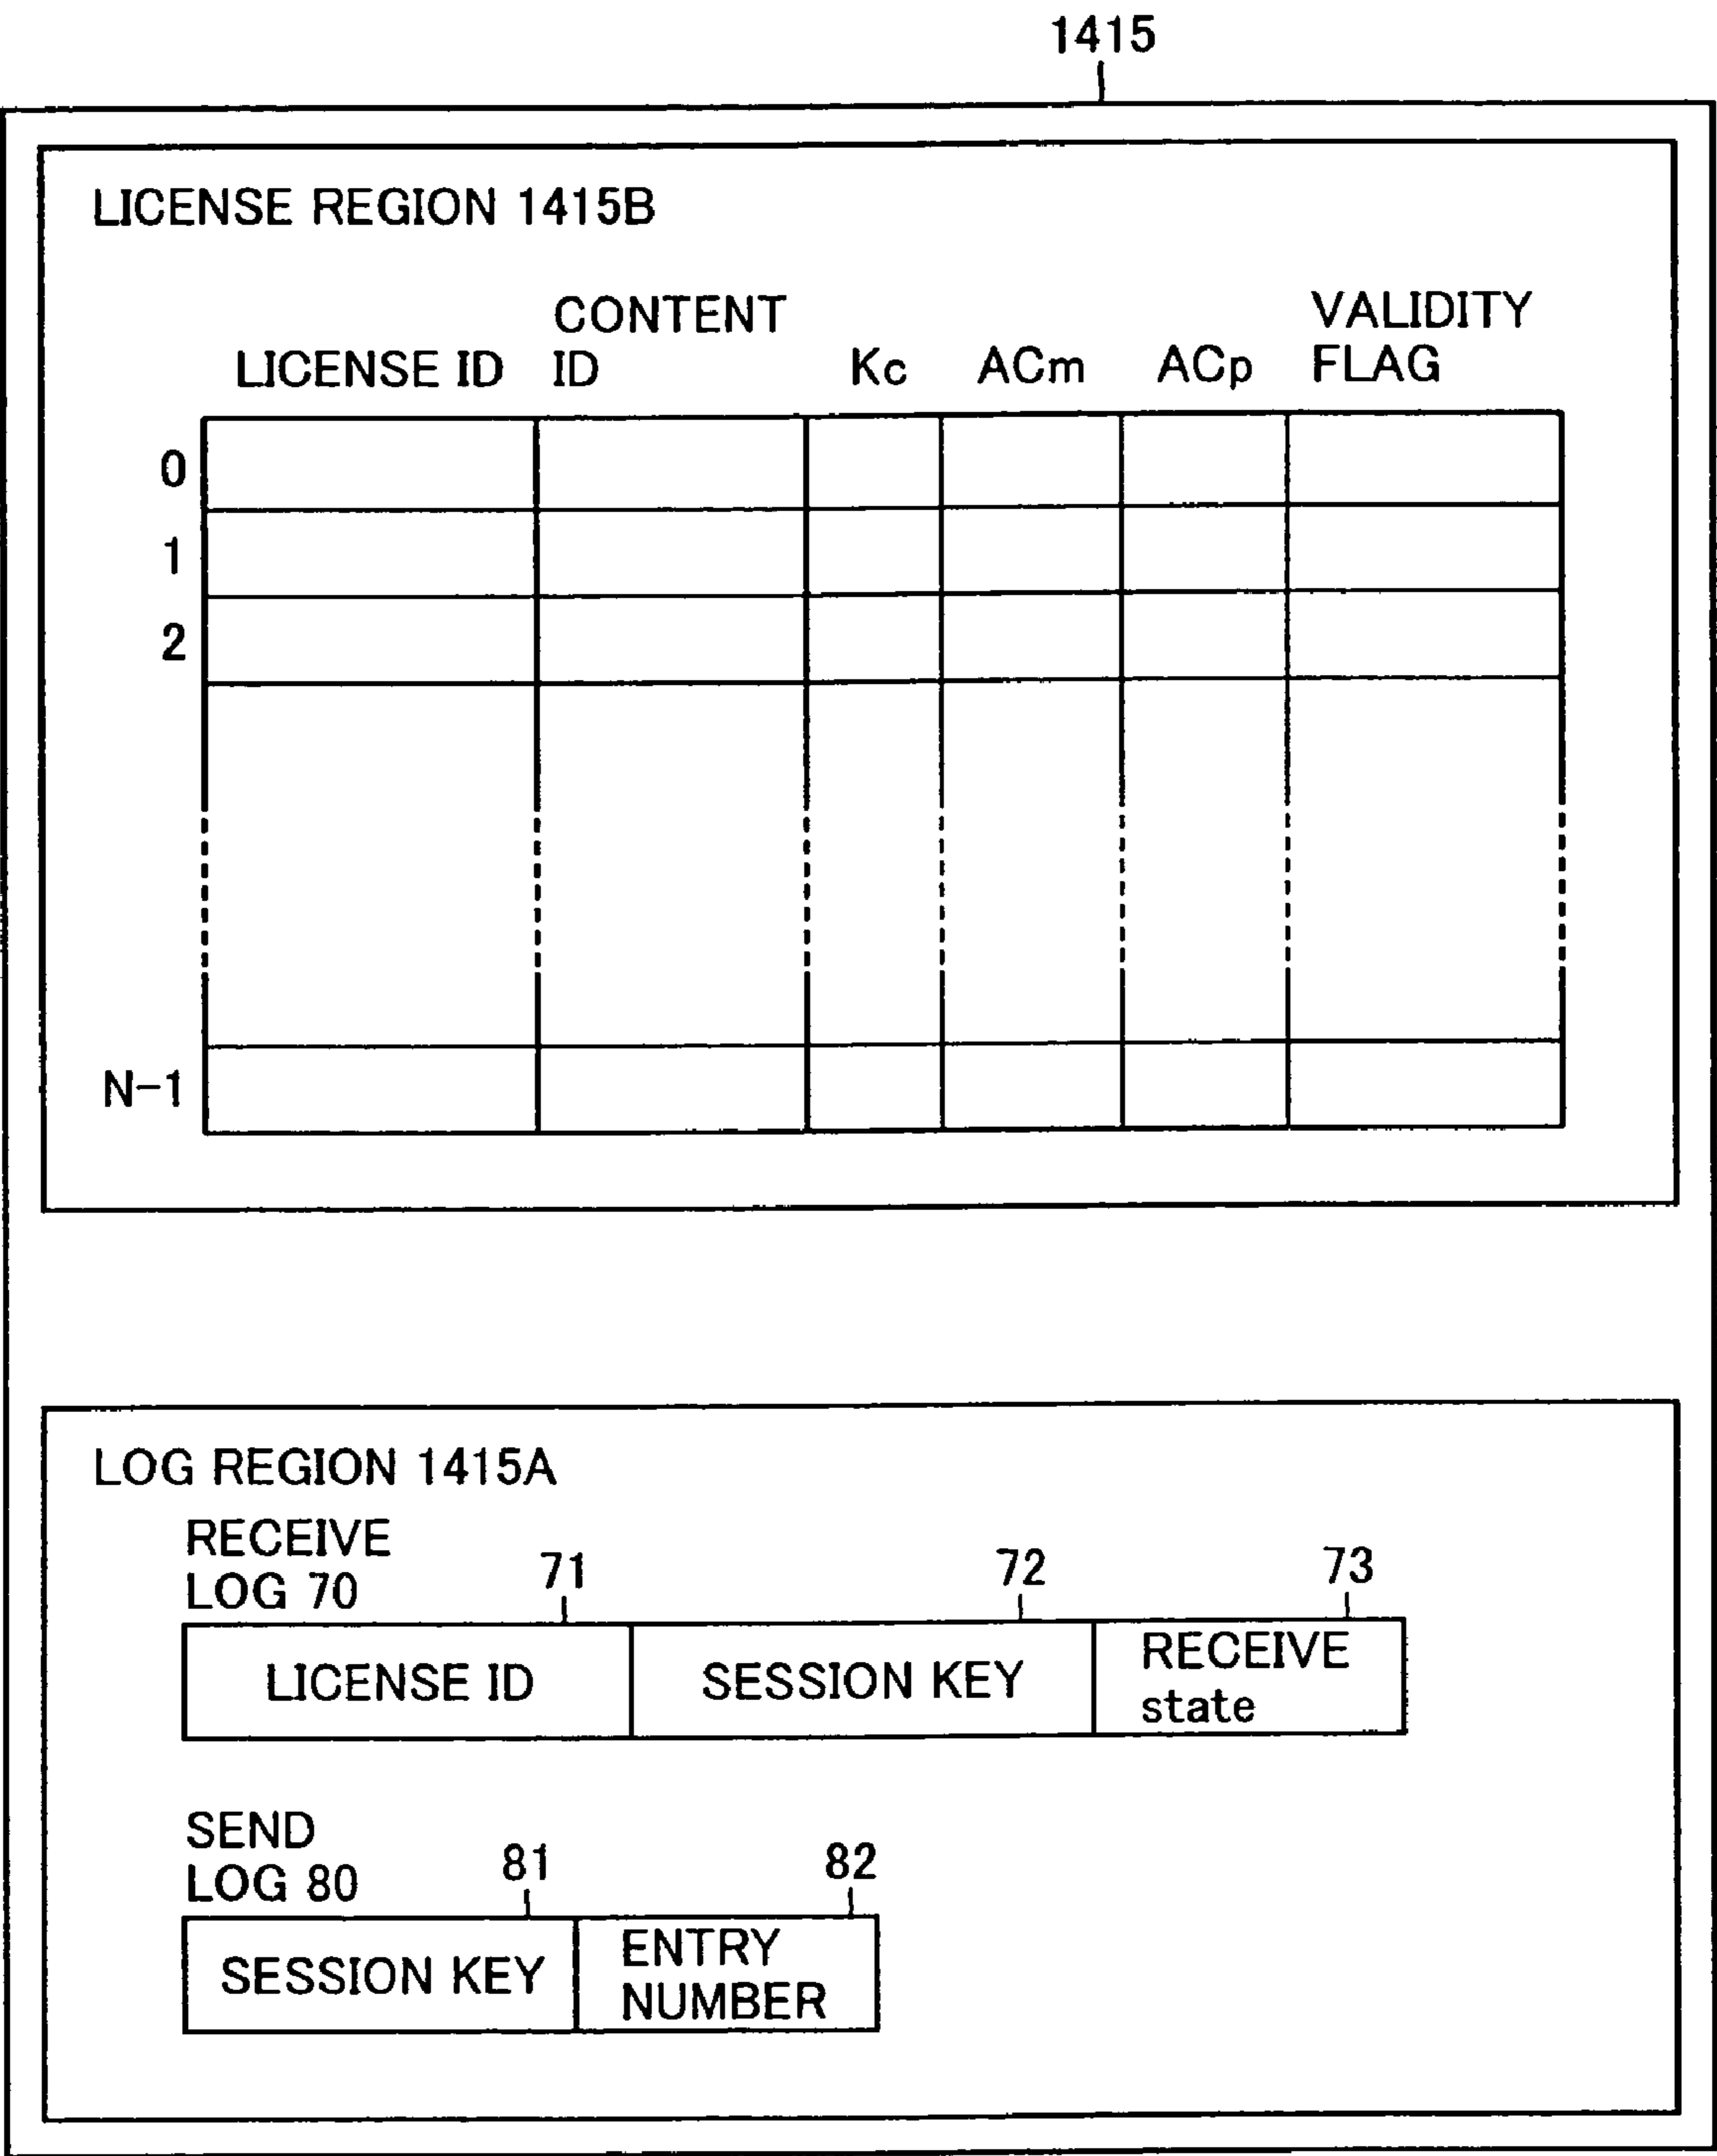 1415
LICENSE REGION 1415B
LICENSE ID
CONTENT
ID
Kc
ACm
ACp
VALIDITY
FLAG
0
1
2
N-1
LOG REGION 1415A
RECEIVE
LOG 70
71
72
73
LICENSE ID
SESSION KEY
RECEIVE
state
SEND
LOG 80
81
82
SESSION KEY
ENTRY
NUMBER